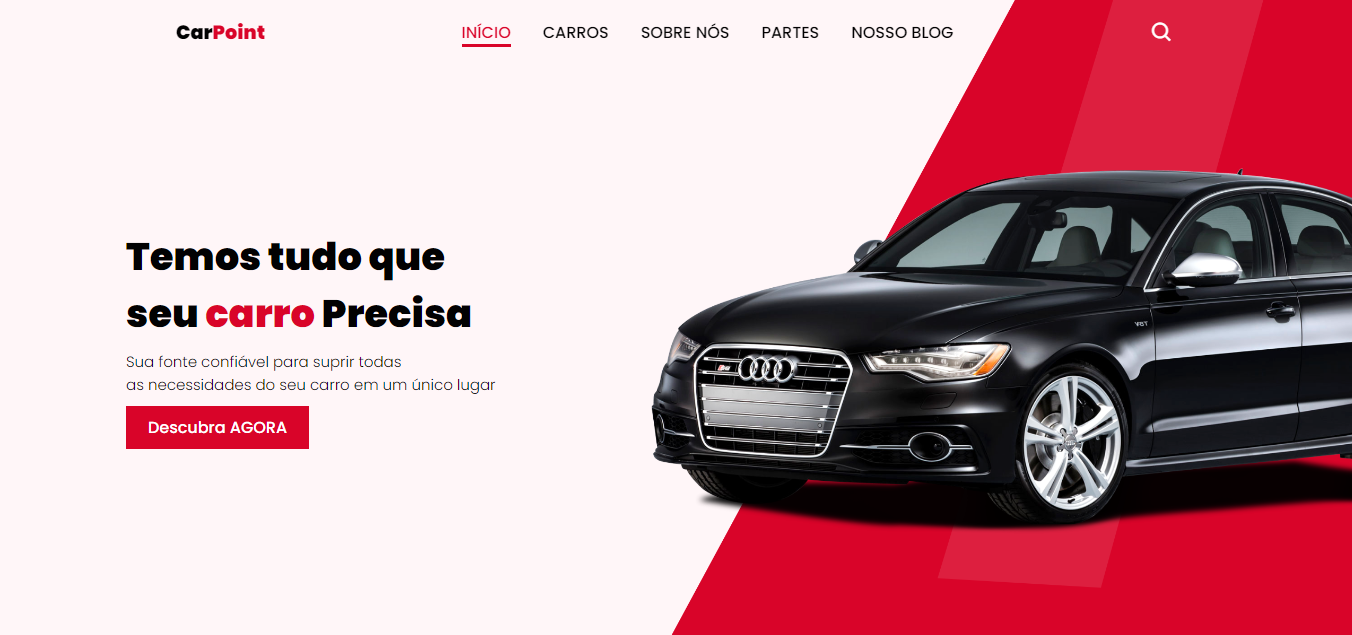 CarPoint
INÍCIO CARROS SOBRE NÓS PARTES NOSSO BLOG
Temos tudo que
seu carro Precisa
Sua fonte confiável para suprir todas
as necessidades do seu carro em um único lugar
Descubra AGORA
V8T